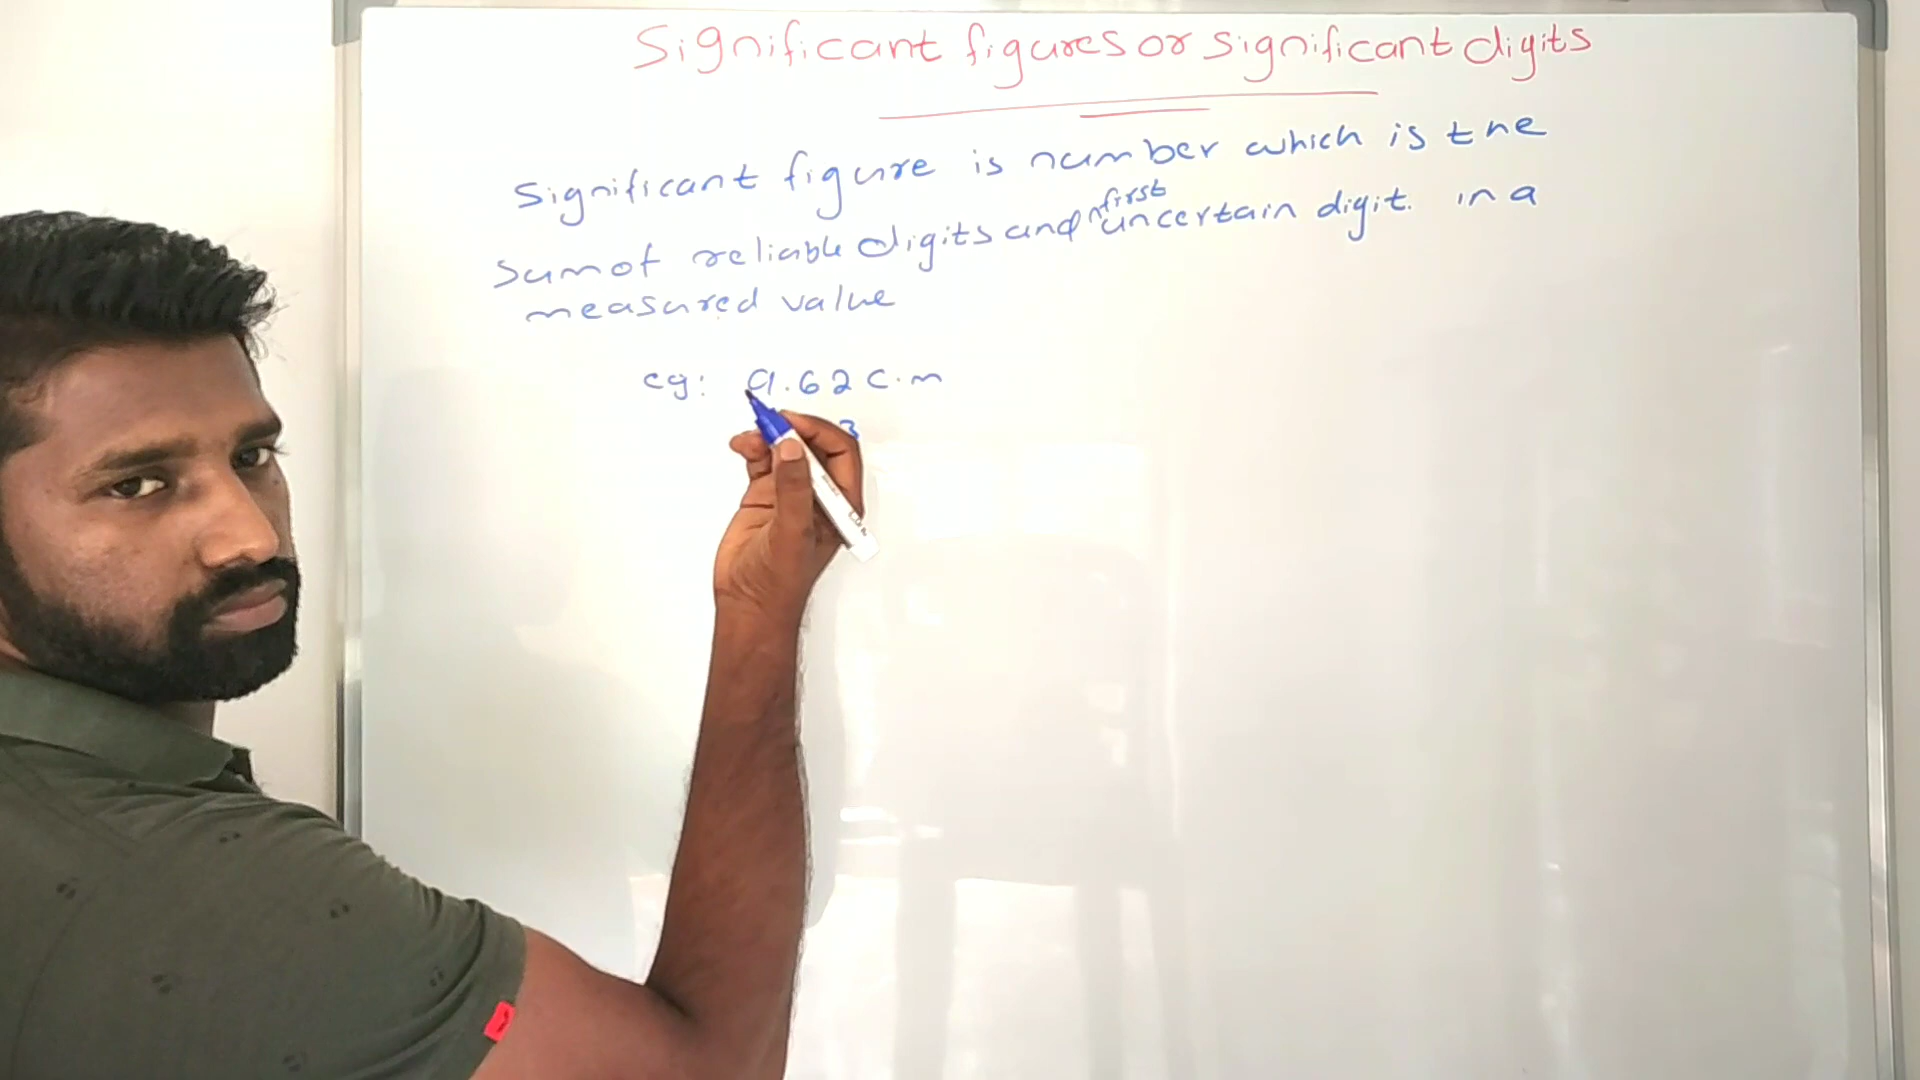 Significant figures or significant digits
Significant figure is number which is the
sum of reliable digits and first uncertain digit. in a
measured value
eg: 9.62 c.m
3